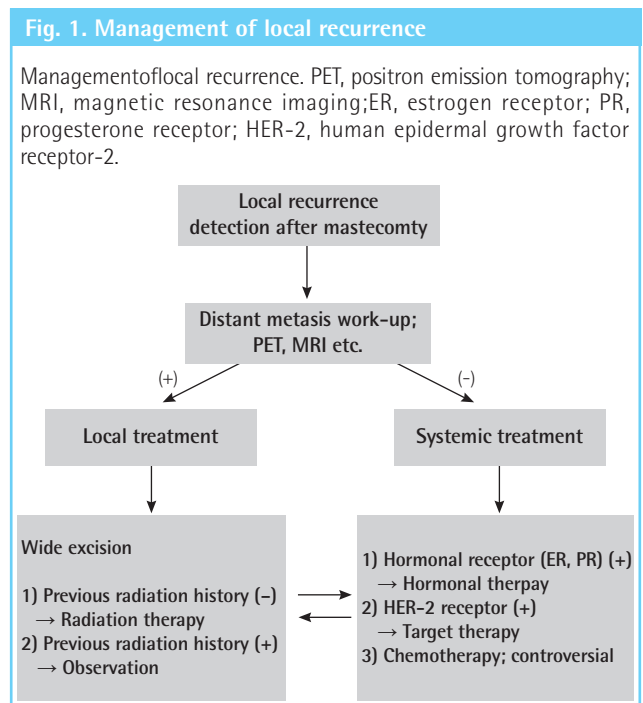 Fig. 1. Management of local recurrence
Managementoflocal recurrence. PET, positron emission tomography;
MRI, magnetic resonance imaging;ER, estrogen receptor; PR,
progesterone receptor; HER-2, human epidermal growth factor
receptor-2.
Local recurrence
detection after mastecomty
Distant metasis work-up;
PET, MRI etc.
(+)
(-)
Local treatment
Systemic treatment
Wide excision
1) Previous radiation history (−)
→ Radiation therapy
2) Previous radiation history (+)
→ Observation
1) Hormonal receptor (ER, PR) (+)
→ Hormonal therpay
2) HER-2 receptor (+)
→ Target therapy
3) Chemotherapy; controversial